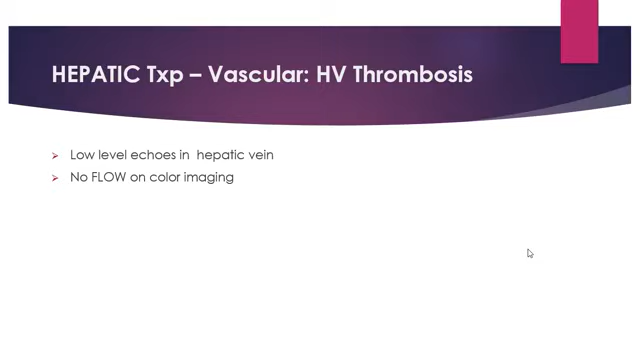 HEPATIC Txp – Vascular: HV Thrombosis
Low level echoes in hepatic vein
No FLOW on color imaging